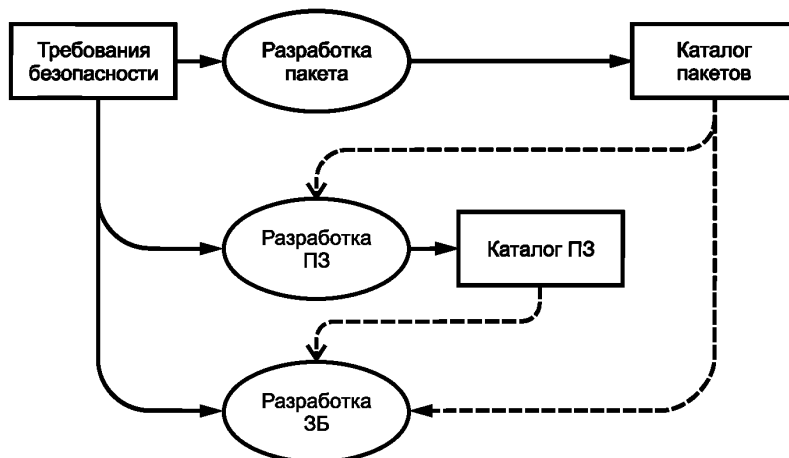 Требования
безопасности
Разработка
пакета
Каталог
пакетов
Разработка
ПЗ
Каталог ПЗ
Разработка
ЗБ